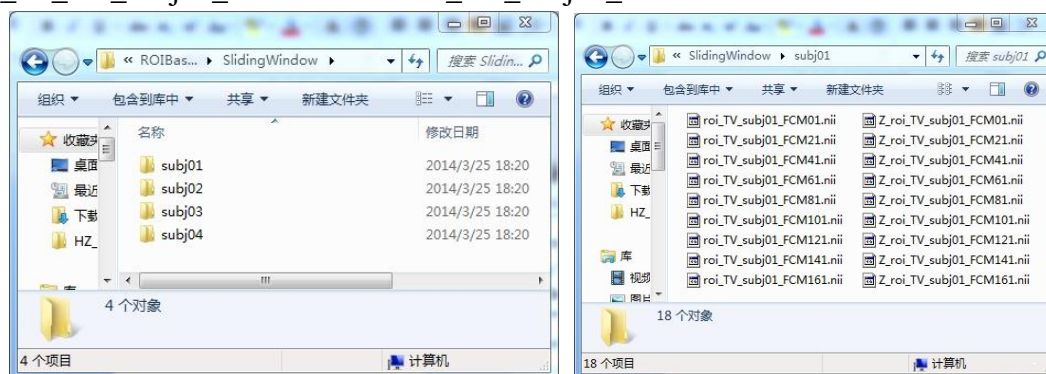 « ROIBas... ▸ SlidingWindow ▸
搜索 Slidin...
组织 包含到库中 共享 新建文件夹
收藏夹
桌面
最近
下载
HZ_
名称 修改日期
subj01 2014/3/25 18:20
subj02 2014/3/25 18:20
subj03 2014/3/25 18:20
subj04 2014/3/25 18:20
4 个对象
4 个项目 计算机
« SlidingWindow ▸ subj01
搜索 subj01
组织 包含到库中 共享 新建文件夹
收藏夹
桌面
最近
下载
HZ_
库
视频
图片
roi_TV_subj01_FCM01.nii Z_roi_TV_subj01_FCM01.nii
roi_TV_subj01_FCM21.nii Z_roi_TV_subj01_FCM21.nii
roi_TV_subj01_FCM41.nii Z_roi_TV_subj01_FCM41.nii
roi_TV_subj01_FCM61.nii Z_roi_TV_subj01_FCM61.nii
roi_TV_subj01_FCM81.nii Z_roi_TV_subj01_FCM81.nii
roi_TV_subj01_FCM101.nii Z_roi_TV_subj01_FCM101.nii
roi_TV_subj01_FCM121.nii Z_roi_TV_subj01_FCM121.nii
roi_TV_subj01_FCM141.nii Z_roi_TV_subj01_FCM141.nii
roi_TV_subj01_FCM161.nii Z_roi_TV_subj01_FCM161.nii
18 个对象
18 个项目 计算机